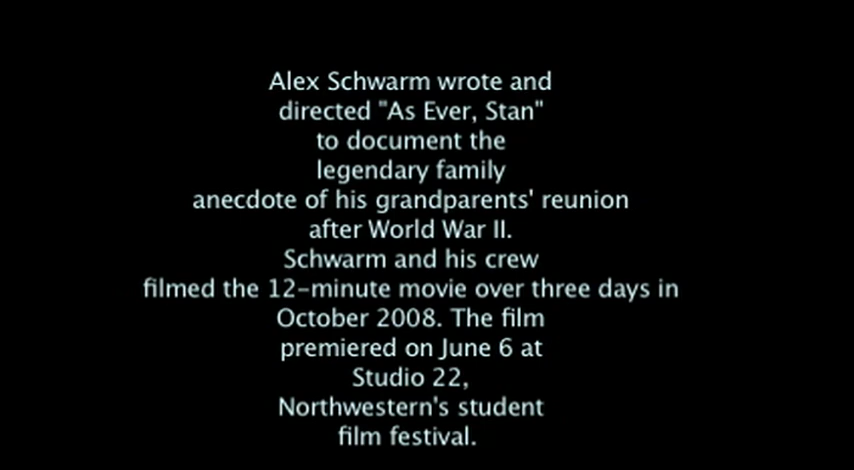 Alex Schwarm wrote and
directed "As Ever, Stan"
to document the
legendary family
anecdote of his grandparents' reunion
after World War II.
Schwarm and his crew
filmed the 12-minute movie over three days in
October 2008. The film
premiered on June 6 at
Studio 22,
Northwestern's student
film festival.